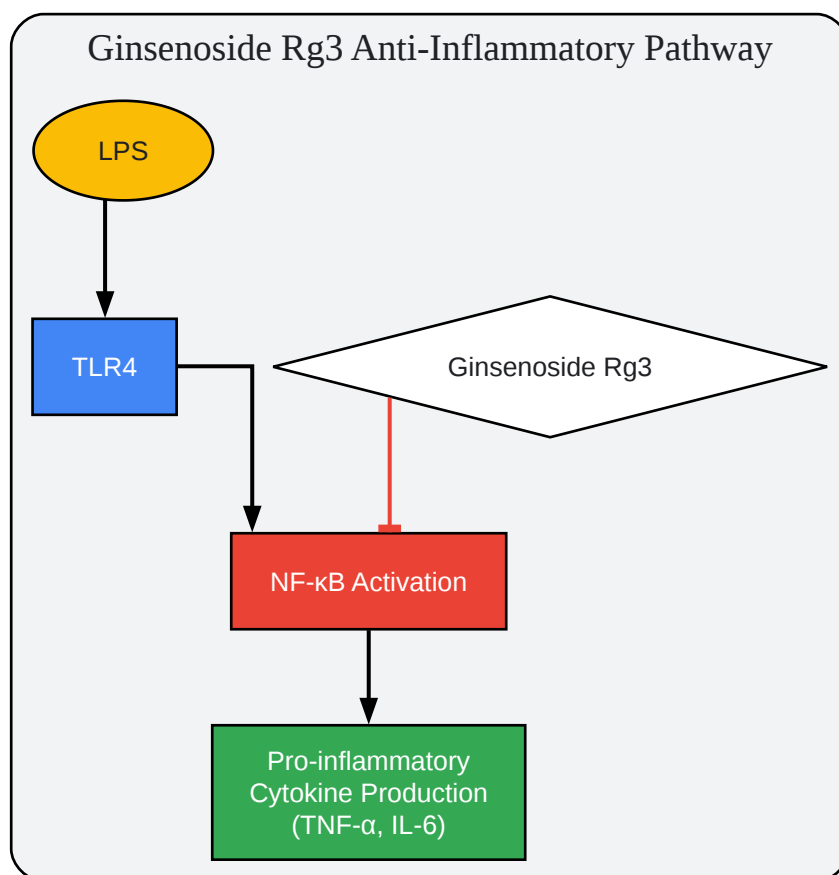 Ginsenoside Rg3 Anti-Inflammatory Pathway
LPS
TLR4
Ginsenoside Rg3
NF-κB Activation
Pro-inflammatory
Cytokine Production
(TNF-α, IL-6)